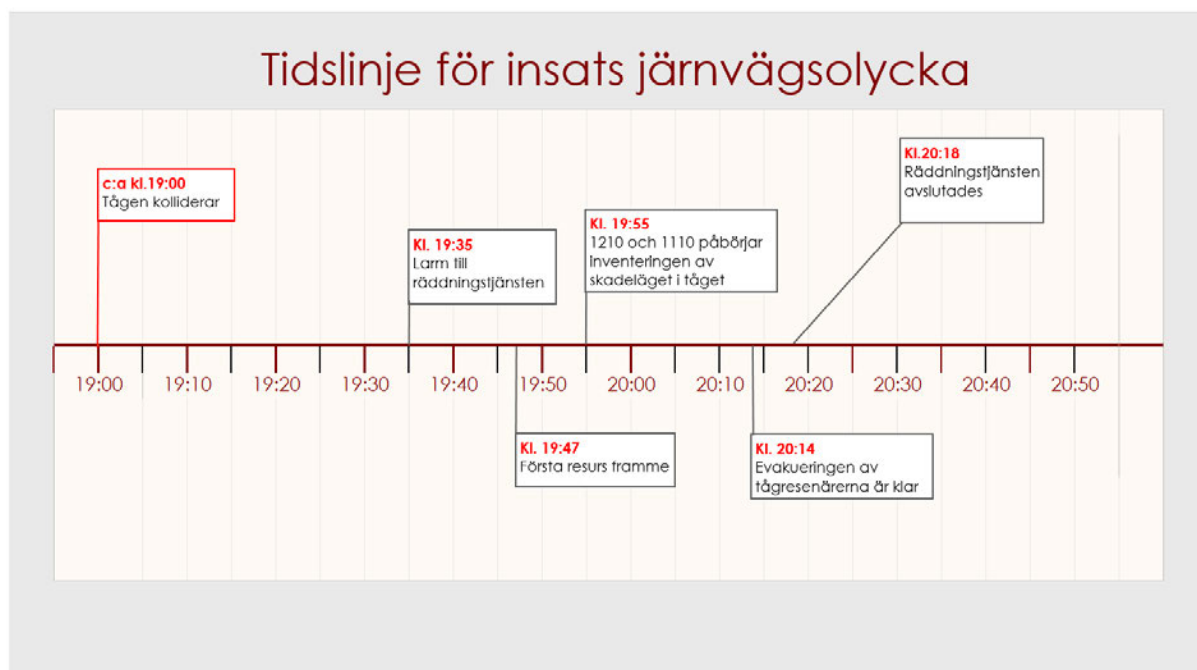 Tidslinje för insats järnvägsolycka
c:a kl.19:00
Tågen kolliderar
Kl. 19:35
Larm till
räddningstjänsten
Kl. 19:55
1210 och 1110 påbörjar
inventeringen av
skadeläget i tåget
Kl.20:18
Räddningstjänsten
avslutades
19:00 19:10 19:20 19:30 19:40 19:50 20:00 20:10 20:20 20:30 20:40 20:50
Kl. 19:47
Första resurs framme
Kl. 20:14
Evakueringen av
tågresenärerna är klar